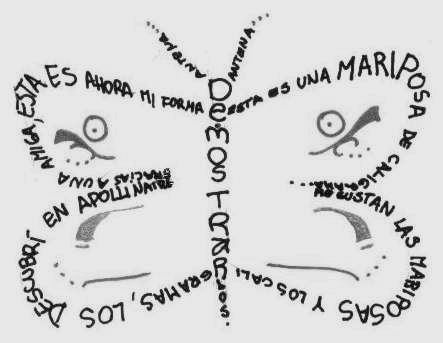 ANTENA
ANTENA
ESTA ES UNA MARIPOSA DE CALIGRAMA...
ME GUSTAN LAS MARIPOSAS Y LOS CALIGRAMAS, LOS DESCUBRÍ EN APOLLINAIRE
GRACIAS A UNA AMIGA, ESTA ES AHORA MI FORMA
DeMOSTRARLOS.